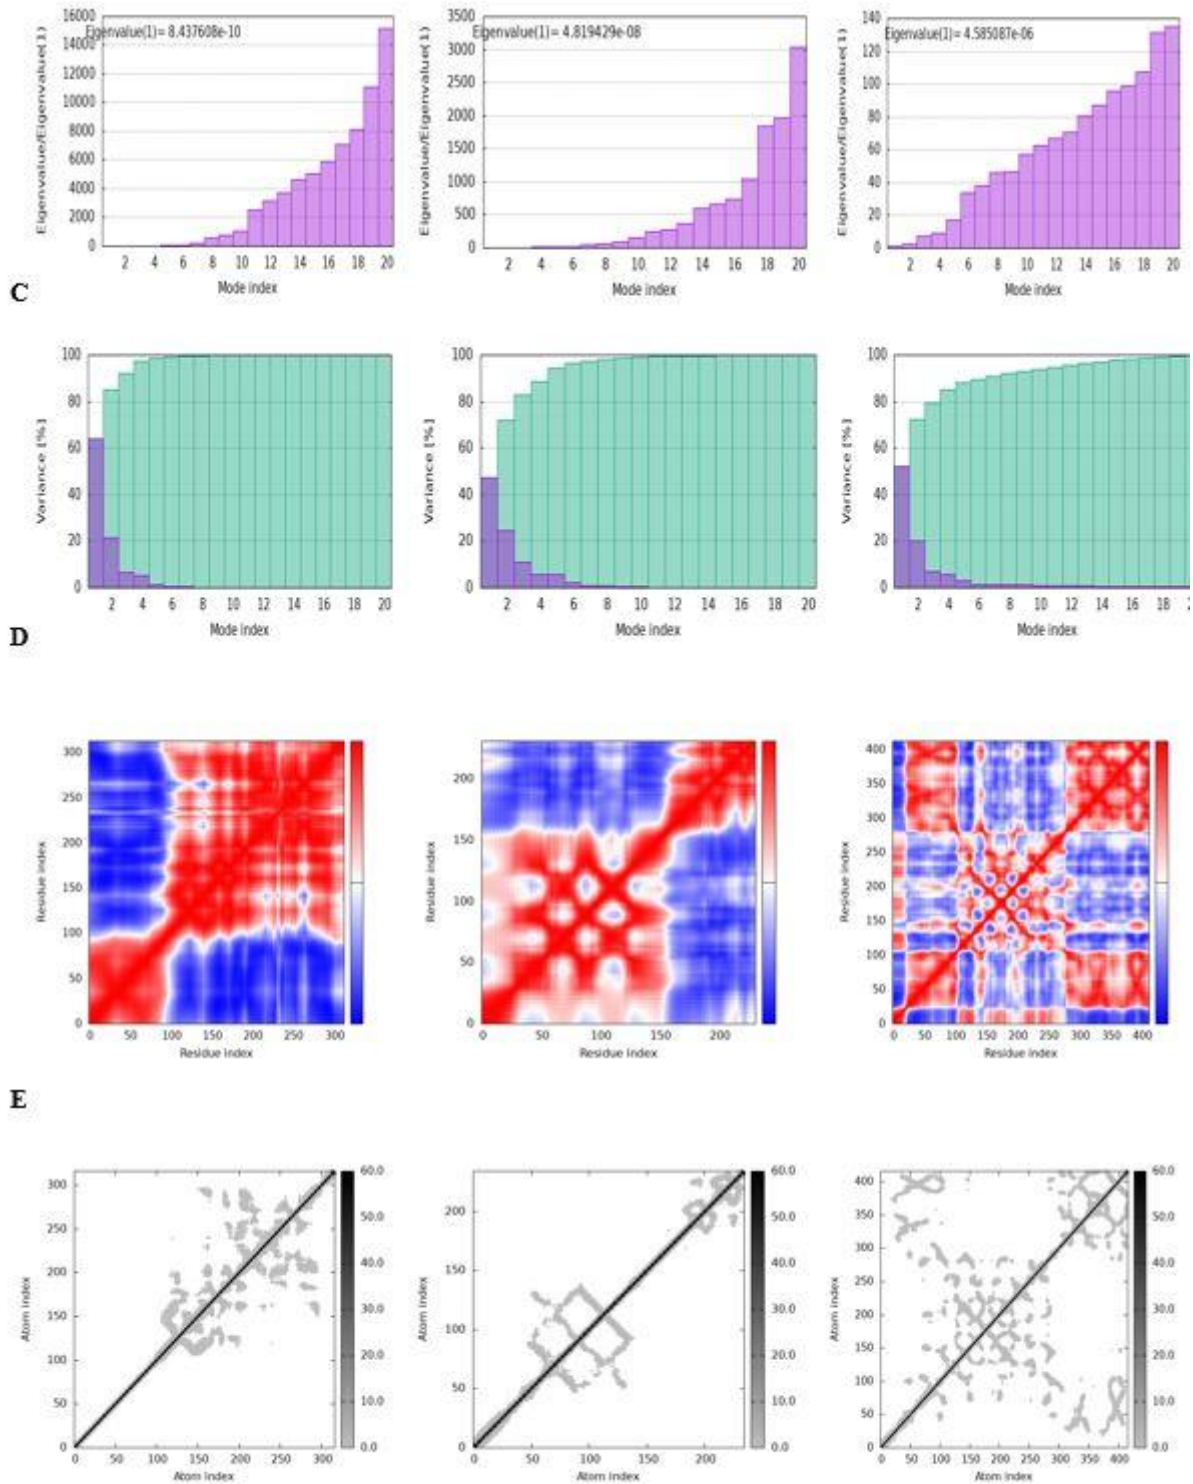 16000
14000
12000
10000
8000
6000
4000
2000
0
Eigenvalue/Eigenvalue(1)
Eigenvalue(1)= 8.437608e-10
2 4 6 8 10 12 14 16 18 20
Mode index
3500
3000
2500
2000
1500
1000
500
0
Eigenvalue/Eigenvalue(1)
Eigenvalue(1)= 4.819429e-08
2 4 6 8 10 12 14 16 18 20
Mode index
140
120
100
80
60
40
20
0
Eigenvalue/Eigenvalue(1)
Eigenvalue(1)= 4.585087e-06
2 4 6 8 10 12 14 16 18 20
Mode index
C
100
80
60
40
20
0
Variance [%]
2 4 6 8 10 12 14 16 18 20
Mode index
100
80
60
40
20
0
Variance [%]
2 4 6 8 10 12 14 16 18 20
Mode index
100
80
60
40
20
0
Variance [%]
2 4 6 8 10 12 14 16 18 2
Mode index
D
300
250
200
150
100
50
0
Residue index
0 50 100 150 200 250 300
Residue index
200
150
100
50
0
Residue index
0 50 100 150 200
Residue index
400
350
300
250
200
150
100
50
0
Residue index
0 50 100 150 200 250 300 350 400
Residue index
E
300
250
200
150
100
50
0
Atom index
0 50 100 150 200 250 300
Atom index
60.0
50.0
40.0
30.0
20.0
10.0
0.0
200
150
100
50
0
Atom index
0 50 100 150 200
Atom index
60.0
50.0
40.0
30.0
20.0
10.0
0.0
400
350
300
250
200
150
100
50
0
Atom index
0 50 100 150 200 250 300 350 400
Atom index
60.0
50.0
40.0
30.0
20.0
10.0
0.0